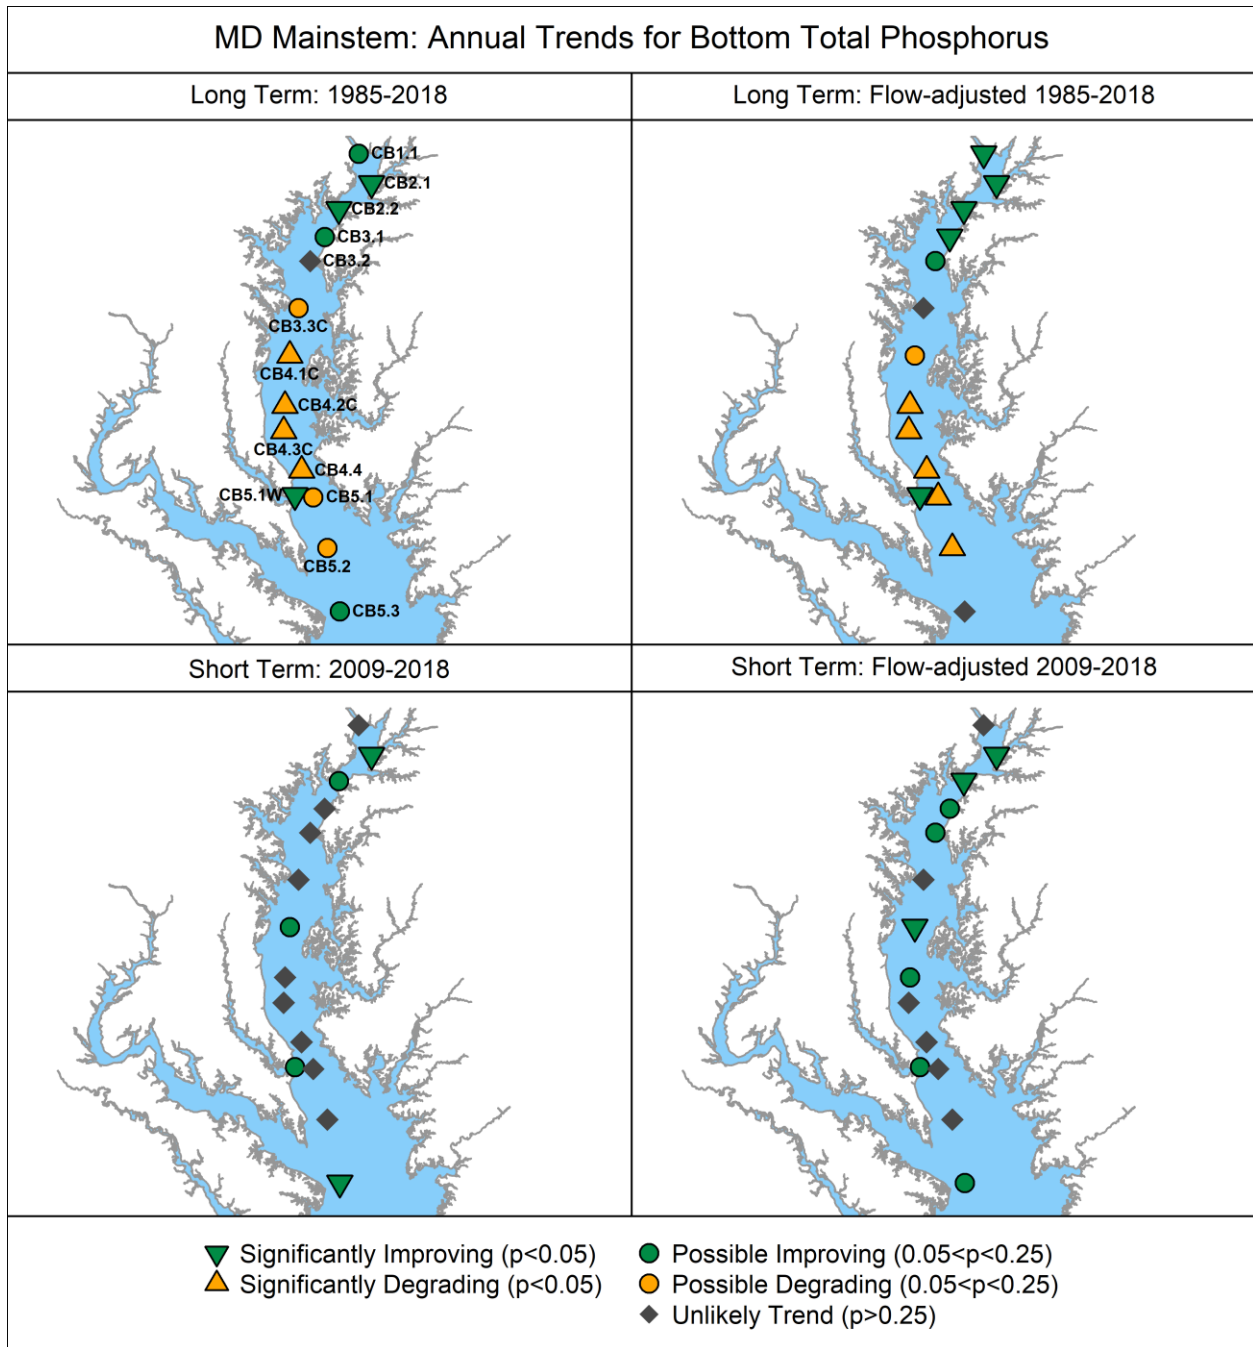 MD Mainstem: Annual Trends for Bottom Total Phosphorus
Long Term: 1985-2018
Long Term: Flow-adjusted 1985-2018
CB1.1
CB2.1
CB2.2
CB3.1
CB3.2
CB3.3C
CB4.1C
CB4.2C
CB4.3C
CB4.4
CB5.1W
CB5.1
CB5.2
CB5.3
Short Term: 2009-2018
Short Term: Flow-adjusted 2009-2018
Significantly Improving (p<0.05)
Significantly Degrading (p<0.05)
Possible Improving (0.05<p<0.25)
Possible Degrading (0.05<p<0.25)
Unlikely Trend (p>0.25)